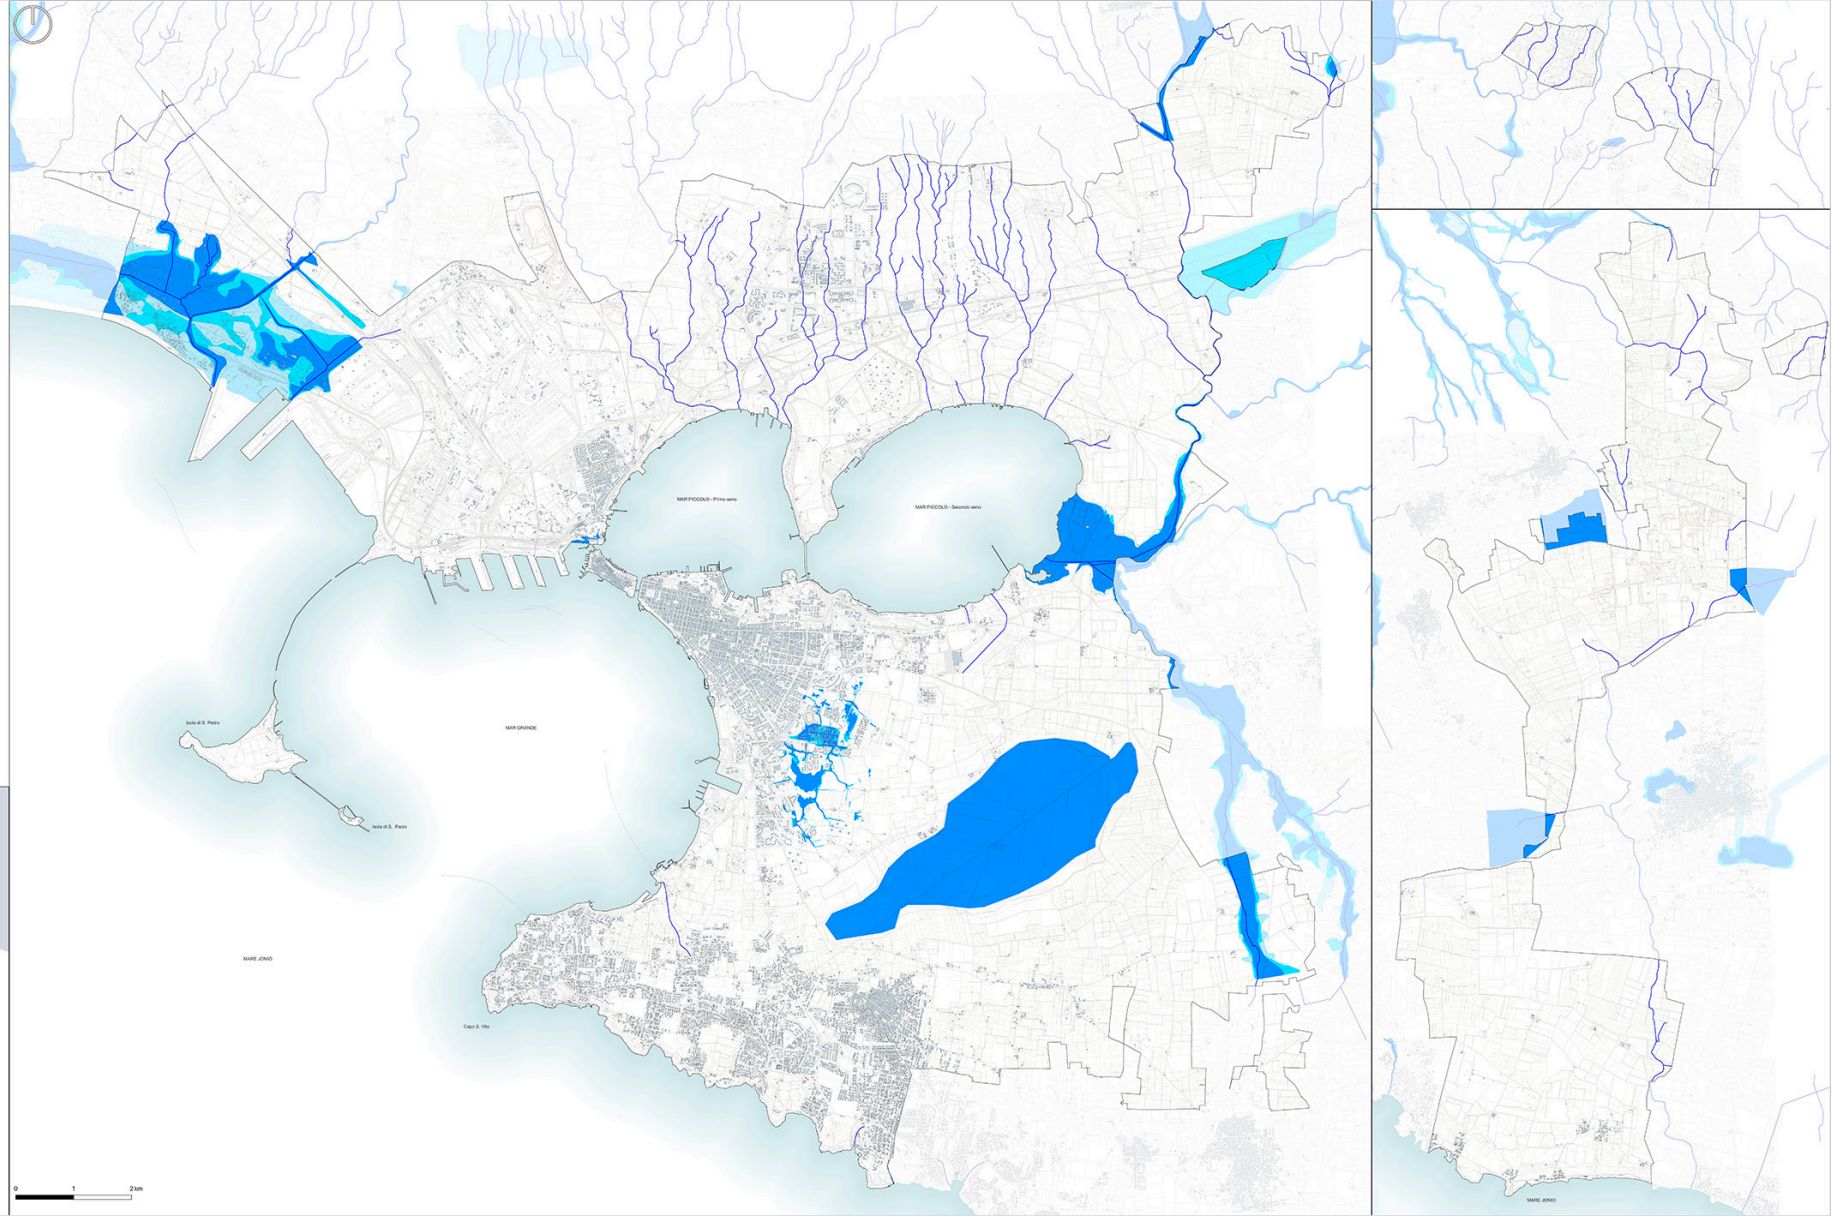 MAR PICCOLO - Primo seno
MAR PICCOLO - Secondo seno
Isola di S. Pietro
MAR GRANDE
Isola di S. Paolo
MARE JONIO
Capo S. Vito
0 1 2 km
MARE JONIO